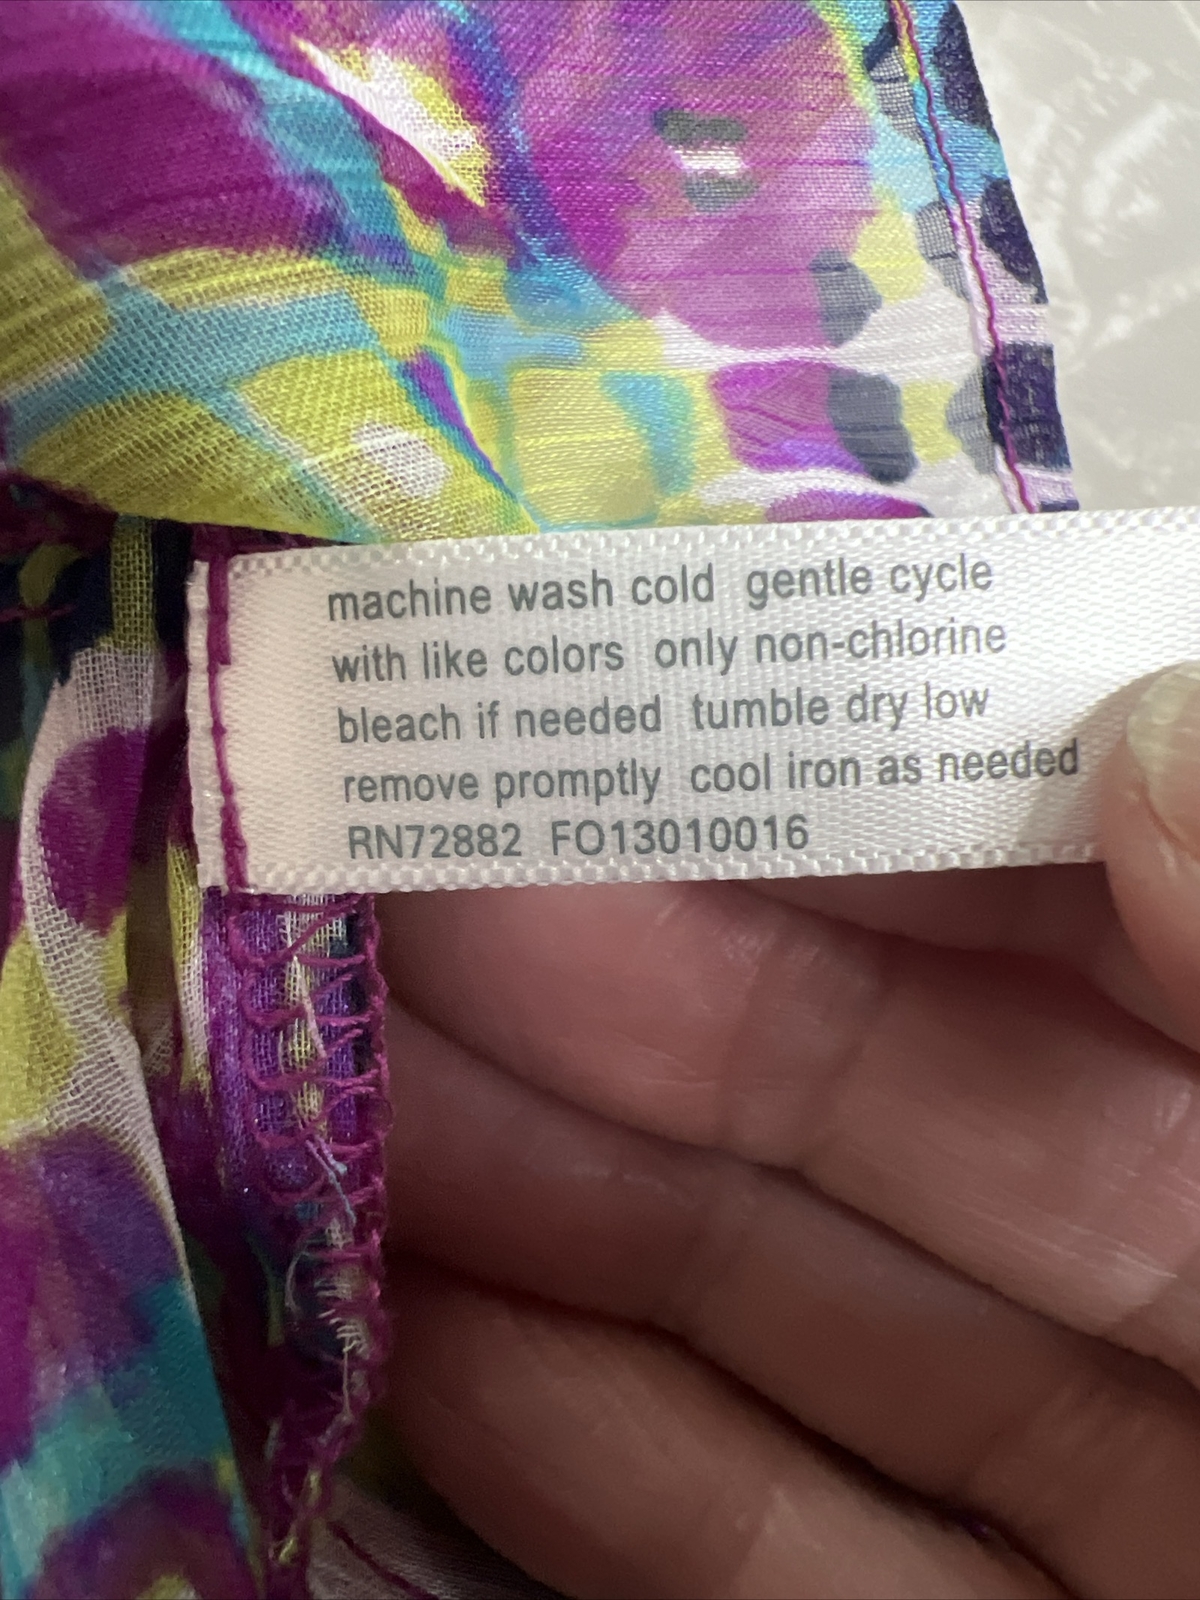 machine wash cold gentle cycle
with like colors only non-chlorine
bleach if needed tumble dry low
remove promptly cool iron as needed
RN72882 FO13010016